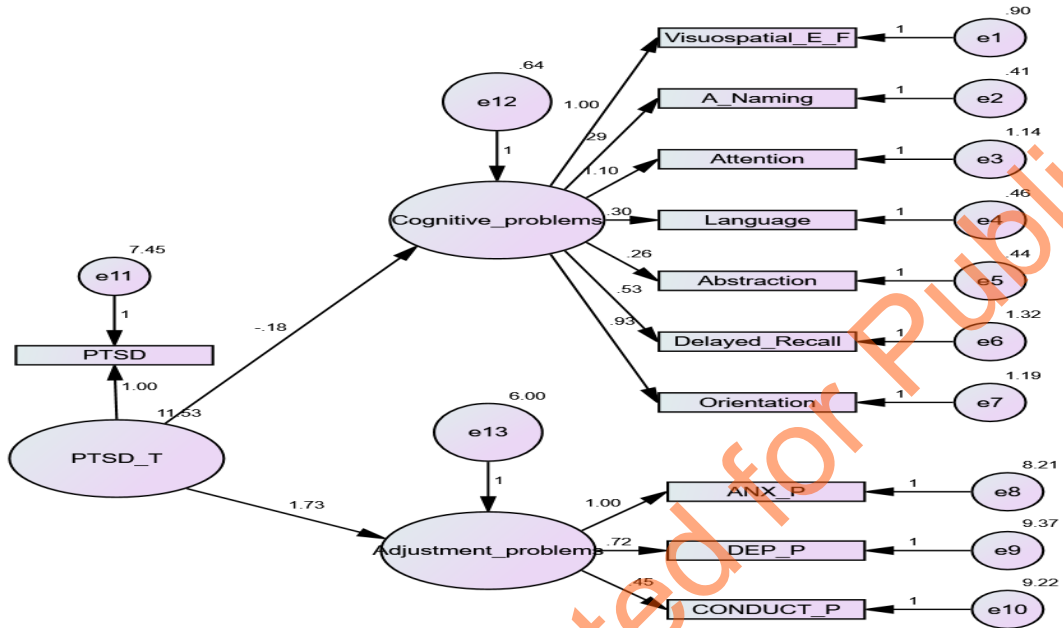 .90
Visuospatial_E_F 1 e1
.64
.41
e12 1.00 A_Naming 1 e2
.29
1.14
1 1.10 Attention 1 e3
.46
Cognitive_problems .30 Language 1 e4
7.45 .26 .44
e11 .53 Abstraction 1 e5
1 -.18 .93 1.32
PTSD Delayed_Recall 1 e6
1.00 1.19
11.53 6.00 Orientation 1 e7
PTSD_T e13
8.21
1 1.00 ANX_P 1 e8
1.73 9.37
Adjustment_problems .72 DEP_P 1 e9
.45 9.22
CONDUCT_P 1 e10
ted for Publi